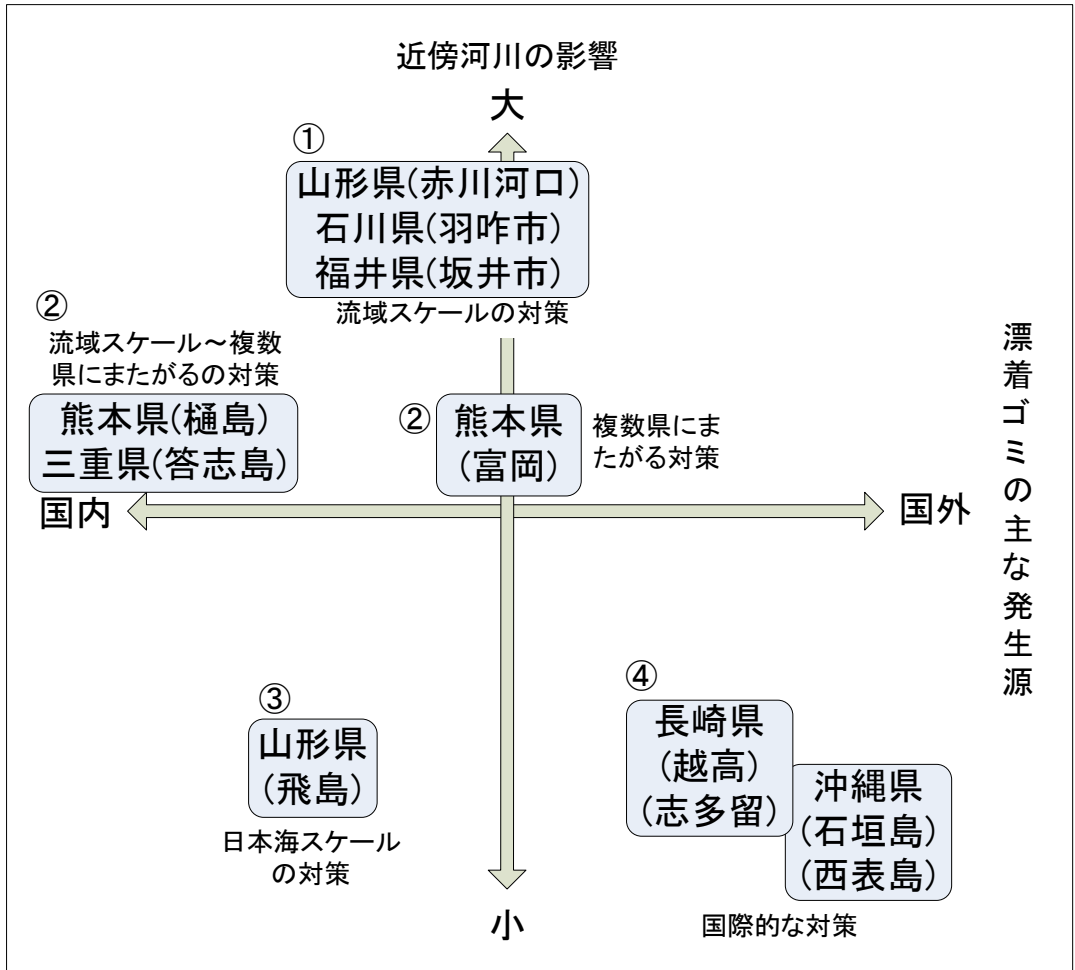 近傍河川の影響
大
①
山形県(赤川河口)
石川県(羽咋市)
福井県(坂井市)
流域スケールの対策
②
流域スケール～複数
県にまたがるの対策
熊本県(樋島)
三重県(答志島)
②
熊本県
(富岡)
複数県にま
たがる対策
国内
国外
漂着ゴミの主な発生源
③
山形県
(飛島)
日本海スケール
の対策
④
長崎県
(越高)
(志多留)
沖縄県
(石垣島)
(西表島)
国際的な対策
小